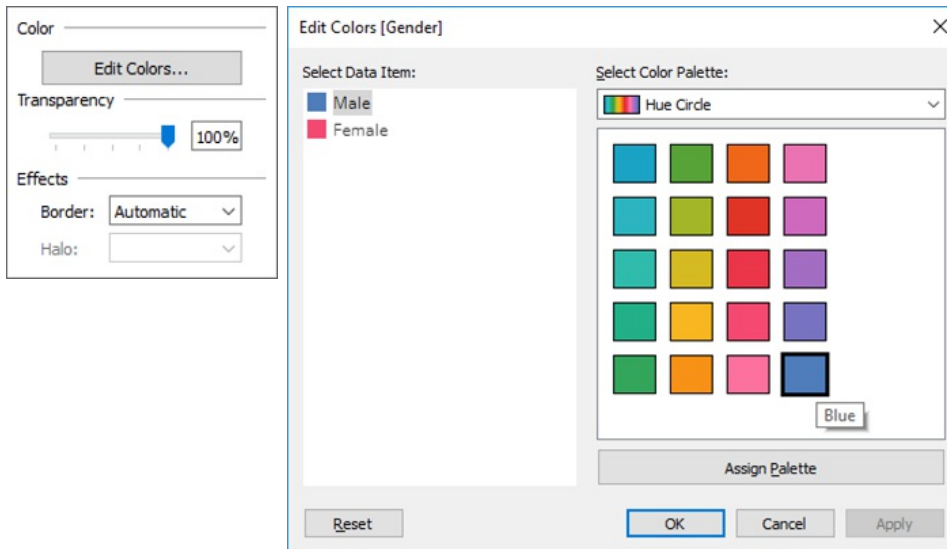 Color
Edit Colors...
Transparency
100%
Effects
Border: Automatic
Halo:
Edit Colors [Gender]
Select Data Item:
Male
Female
Select Color Palette:
Hue Circle
Blue
Assign Palette
Reset
OK
Cancel
Apply